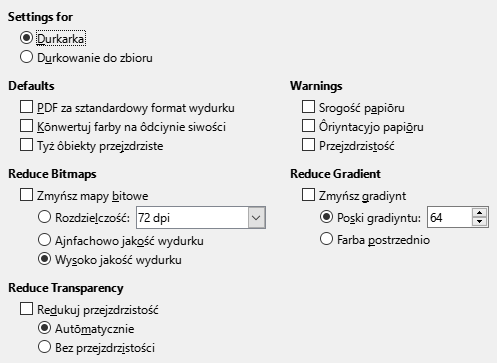 Settings for
Durkarka
Durkowanie do zbioru
Defaults
PDF za sztandardowy format wydurku
Kōnwertuj farby na ôdciynie siwości
Tyż ôbiekty przejzdrziste
Warnings
Srogość papiōru
Ôriyntacyjo papiōru
Przejzdrzistość
Reduce Bitmaps
Zmyńsz mapy bitowe
Rozdzielczość: 72 dpi
Ajnfachowo jakość wydurku
Wysoko jakość wydurku
Reduce Gradient
Zmyńsz gradiynt
Poski gradiyntu: 64
Farba postrzednio
Reduce Transparency
Redukuj przejzdrzistość
Autōmatycznie
Bez przejzdrzistości